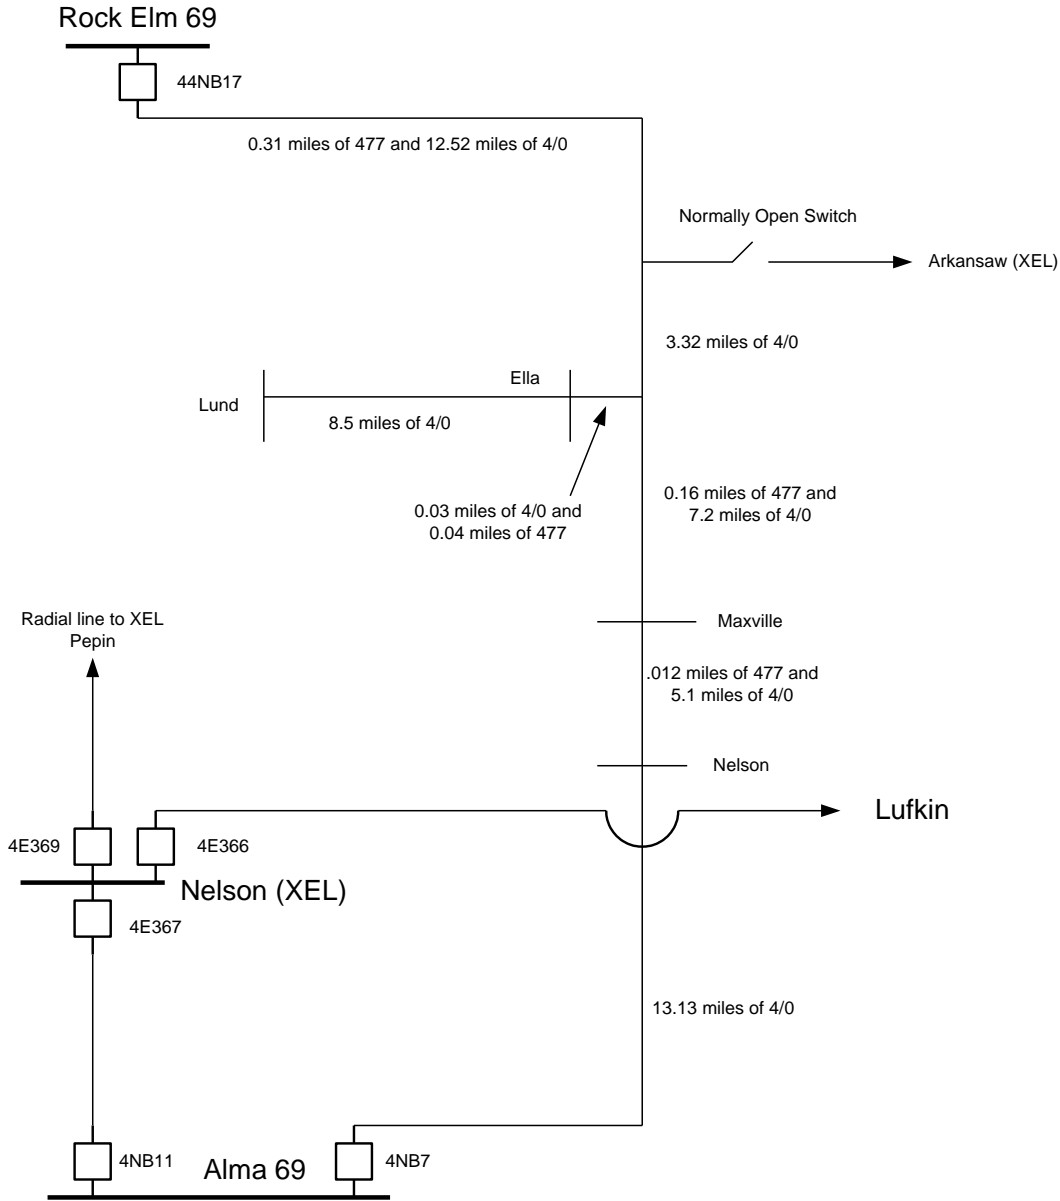 Rock Elm 69
44NB17
0.31 miles of 477 and 12.52 miles of 4/0
Normally Open Switch
Arkansaw (XEL)
3.32 miles of 4/0
Ella
Lund
8.5 miles of 4/0
0.03 miles of 4/0 and
0.04 miles of 477
0.16 miles of 477 and
7.2 miles of 4/0
Radial line to XEL
Pepin
Maxville
.012 miles of 477 and
5.1 miles of 4/0
Nelson
Lufkin
4E369
4E366
Nelson (XEL)
4E367
13.13 miles of 4/0
4NB11
Alma 69
4NB7